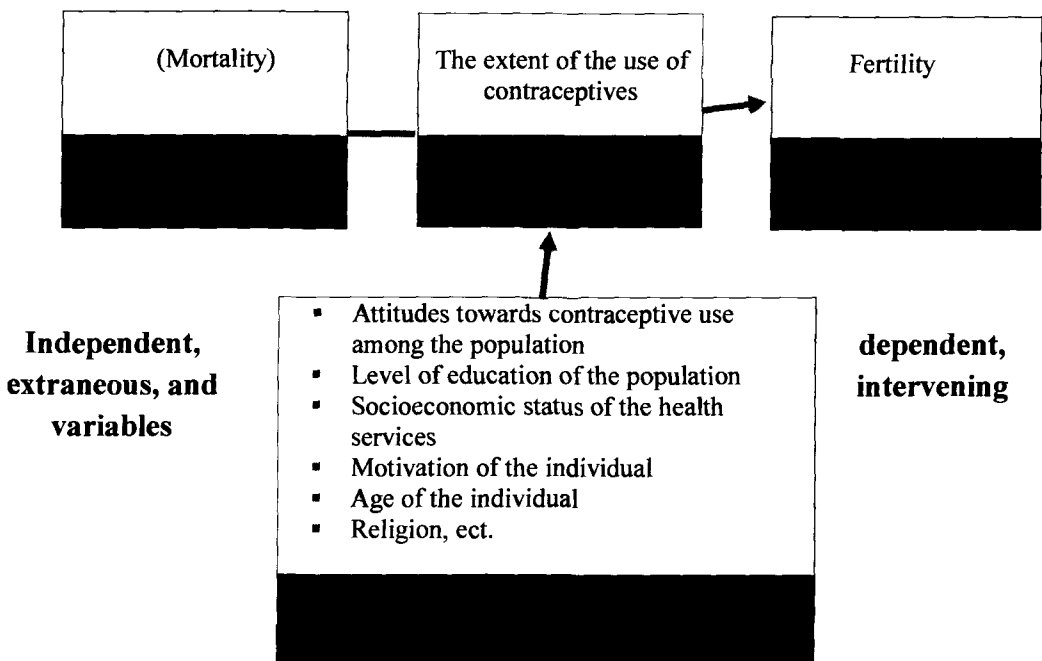 (Mortality)
The extent of the use of
contraceptives
Fertility
▪ Attitudes towards contraceptive use
among the population
▪ Level of education of the population
▪ Socioeconomic status of the health
services
▪ Motivation of the individual
▪ Age of the individual
▪ Religion, ect.
Independent,
extraneous, and
variables
dependent,
intervening